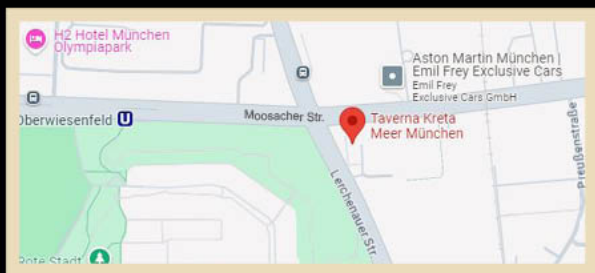 H2 Hotel München
Olympiapark
Aston Martin München |
Emil Frey Exclusive Cars
Emil Frey
Exclusive Cars GmbH
Moosacher Str.
Oberwiesenfeld U
Taverna Kreta
Meer München
Preußenstraße
Lerchenauer Str.
Rote Stadt